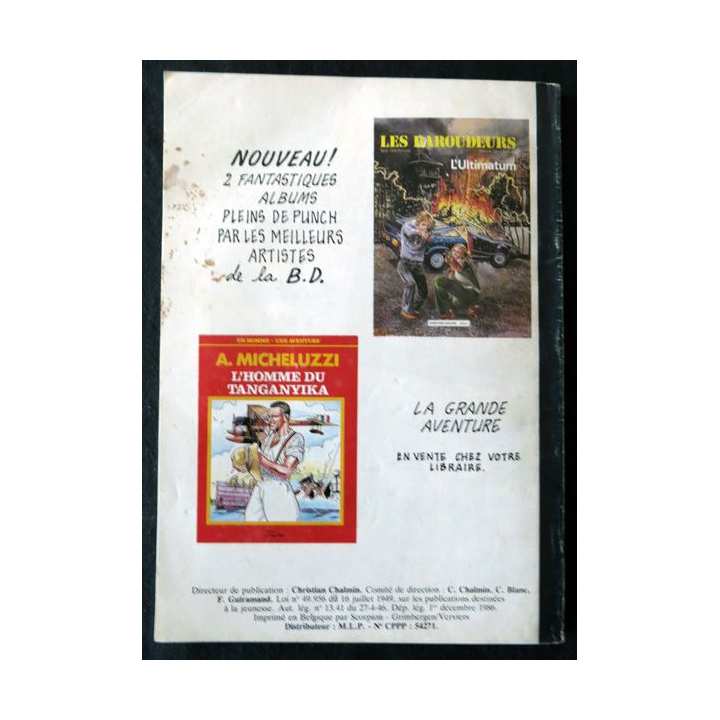 NOUVEAU!
2 FANTASTIQUES
ALBUMS
PLEINS DE PUNCH
PAR LES MEILLEURS
ARTISTES
de la B.D.
LES BAROUDEURS
L'Ultimatum
UN HOMME - UNE AVENTURE
A. MICHELUZZI
L'HOMME DU
TANGANYIKA
LA GRANDE
AVENTURE
EN VENTE CHEZ VOTRE
LIBRAIRE.
Directeur de publication : Christian Chalmin. Comité de direction : C. Chalmin, C. Blanc,
F. Guiramand. Loi n° 49.956 du 16 juillet 1949, sur les publications destinées
à la jeunesse. Aut. lég. n° 13.41 du 27-4-46. Dép. lég. 1er décembre 1986.
Imprimé en Belgique par Scorpion - Grimbergen/Verviers
Distributeur : M.L.P. - N° CPPP : 54271.